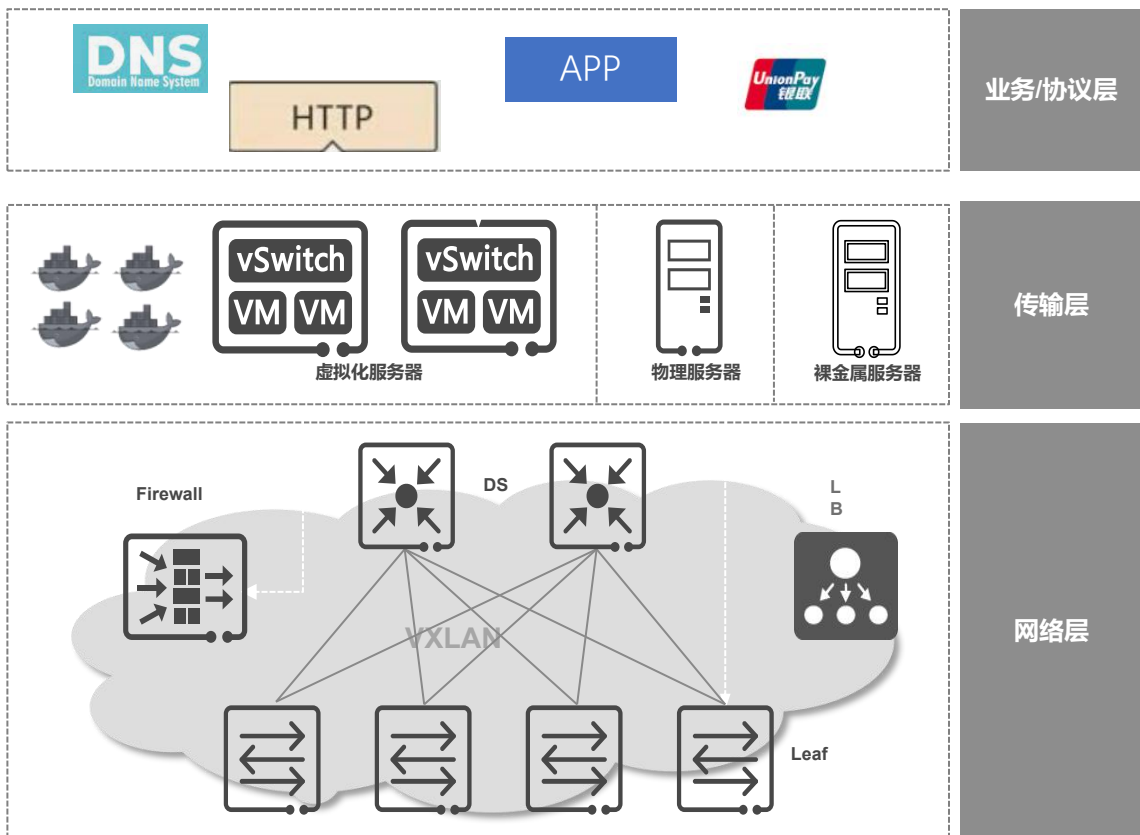 DNS
Domain Name System
HTTP
APP
UnionPay
银联
业务/协议层
vSwitch
VM VM
vSwitch
VM VM
虚拟化服务器
物理服务器
裸金属服务器
传输层
Firewall
DS
L
B
VXLAN
Leaf
网络层